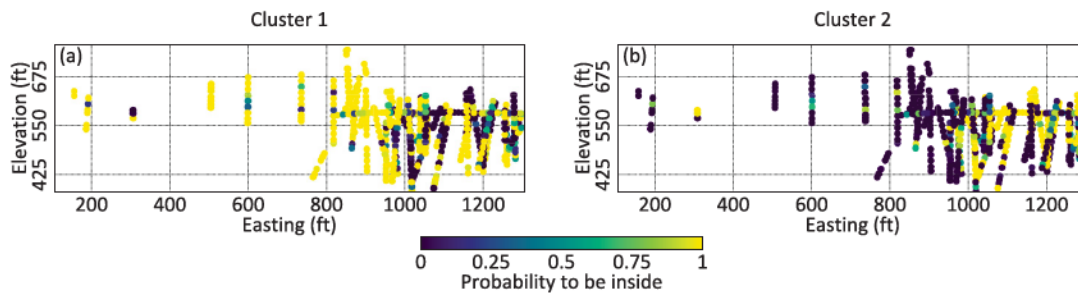 Cluster 1
Cluster 2
(a)
(b)
Elevation (ft)
675
550
425
200 400 600 800 1000 1200
Easting (ft)
Elevation (ft)
675
550
425
200 400 600 800 1000 1200
Easting (ft)
0 0.25 0.5 0.75 1
Probability to be inside